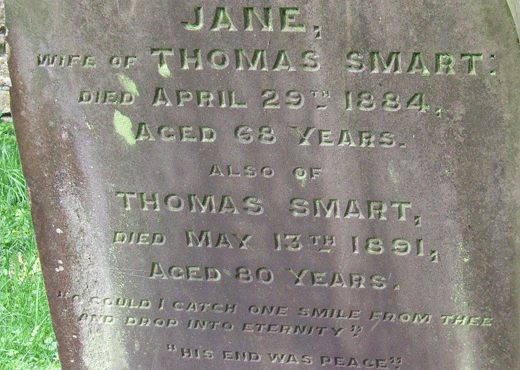 JANE,
WIFE OF THOMAS SMART:
DIED APRIL 29TH 1884,
AGED 68 YEARS.
ALSO OF
THOMAS SMART,
DIED MAY 13TH 1891,
AGED 80 YEARS.
"O COULD I CATCH ONE SMILE FROM THEE
AND DROP INTO ETERNITY";
"HIS END WAS PEACE";